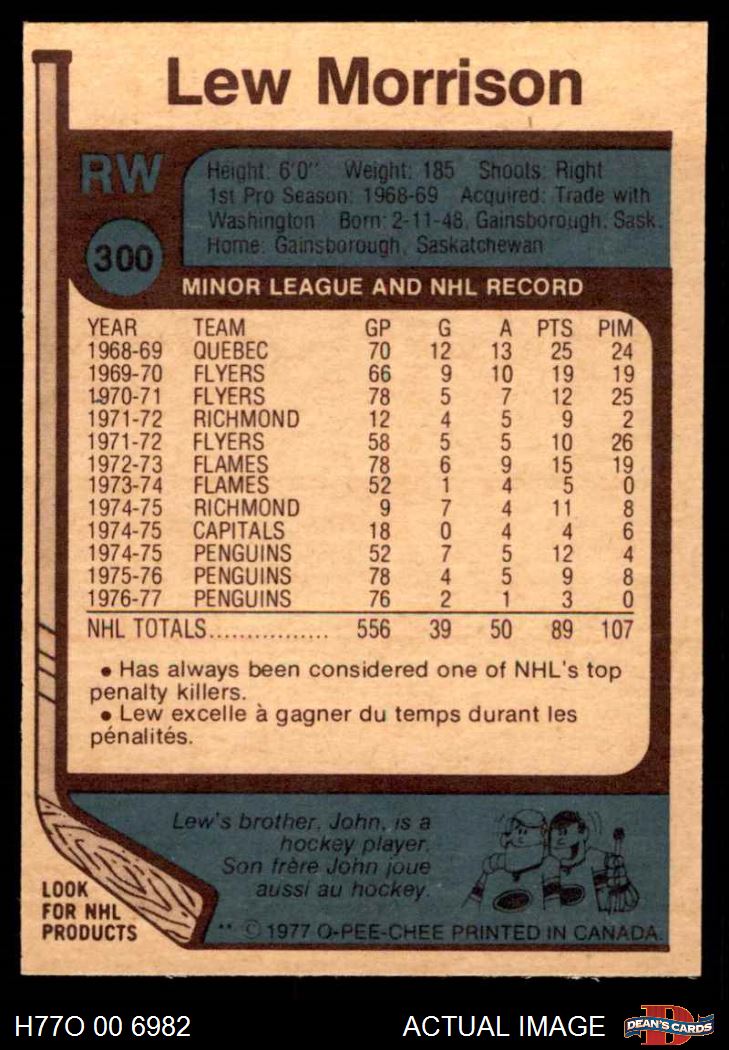 Lew Morrison
RW
Height: 6'0" Weight: 185 Shoots: Right
1st Pro Season: 1968-69 Acquired: Trade with
Washington Born: 2-11-48, Gainsborough, Sask.
Home: Gainsborough, Saskatchewan
300
MINOR LEAGUE AND NHL RECORD
YEAR TEAM GP G A PTS PIM
1968-69 QUEBEC 70 12 13 25 24
1969-70 FLYERS 66 9 10 19 19
1970-71 FLYERS 78 5 7 12 25
1971-72 RICHMOND 12 4 5 9 2
1971-72 FLYERS 58 5 5 10 26
1972-73 FLAMES 78 6 9 15 19
1973-74 FLAMES 52 1 4 5 0
1974-75 RICHMOND 9 7 4 11 8
1974-75 CAPITALS 18 0 4 4 6
1974-75 PENGUINS 52 7 5 12 4
1975-76 PENGUINS 78 4 5 9 8
1976-77 PENGUINS 76 2 1 3 0
NHL TOTALS................ 556 39 50 89 107
• Has always been considered one of NHL's top
penalty killers.
• Lew excelle à gagner du temps durant les
pénalités.
Lew's brother, John, is a
hockey player.
Son frère John joue
aussi au hockey.
LOOK
FOR NHL
PRODUCTS
** © 1977 O-PEE-CHEE PRINTED IN CANADA.
H77O 00 6982
ACTUAL IMAGE
D
DEAN'S CARDS